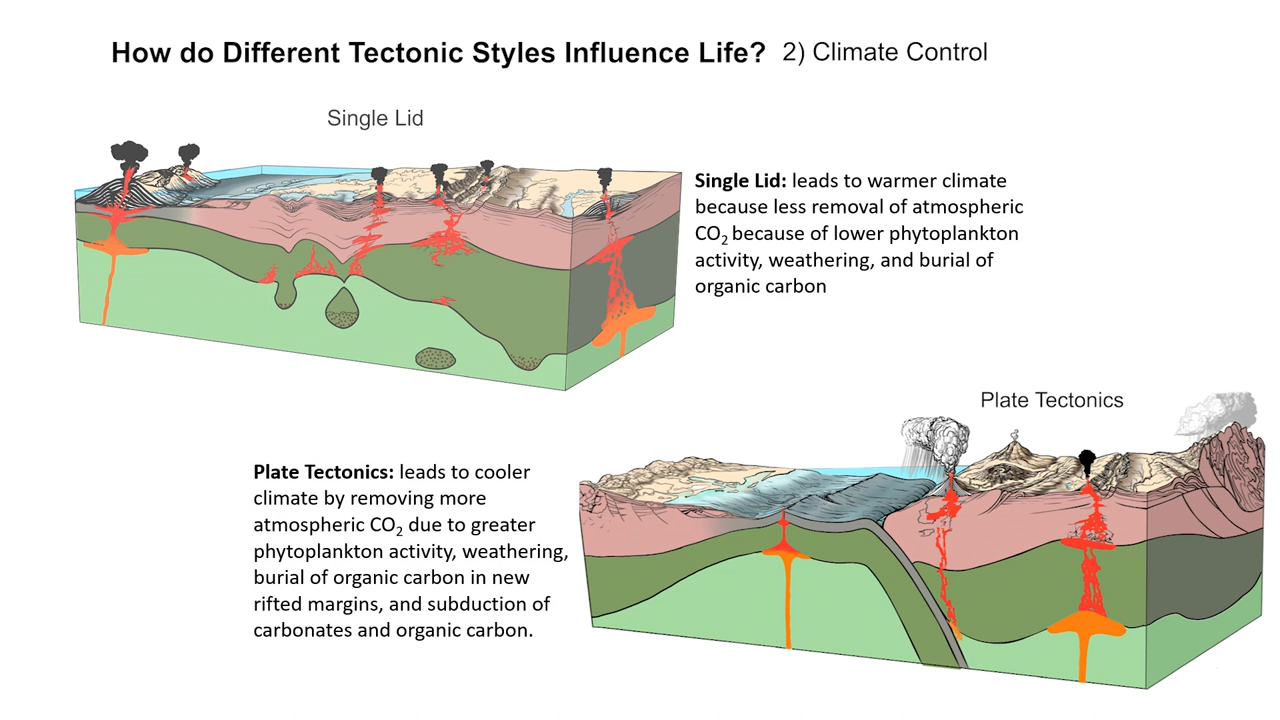 How do Different Tectonic Styles Influence Life? 2) Climate Control
Single Lid
Single Lid: leads to warmer climate
because less removal of atmospheric
CO₂ because of lower phytoplankton
activity, weathering, and burial of
organic carbon
Plate Tectonics
Plate Tectonics: leads to cooler
climate by removing more
atmospheric CO₂ due to greater
phytoplankton activity, weathering,
burial of organic carbon in new
rifted margins, and subduction of
carbonates and organic carbon.